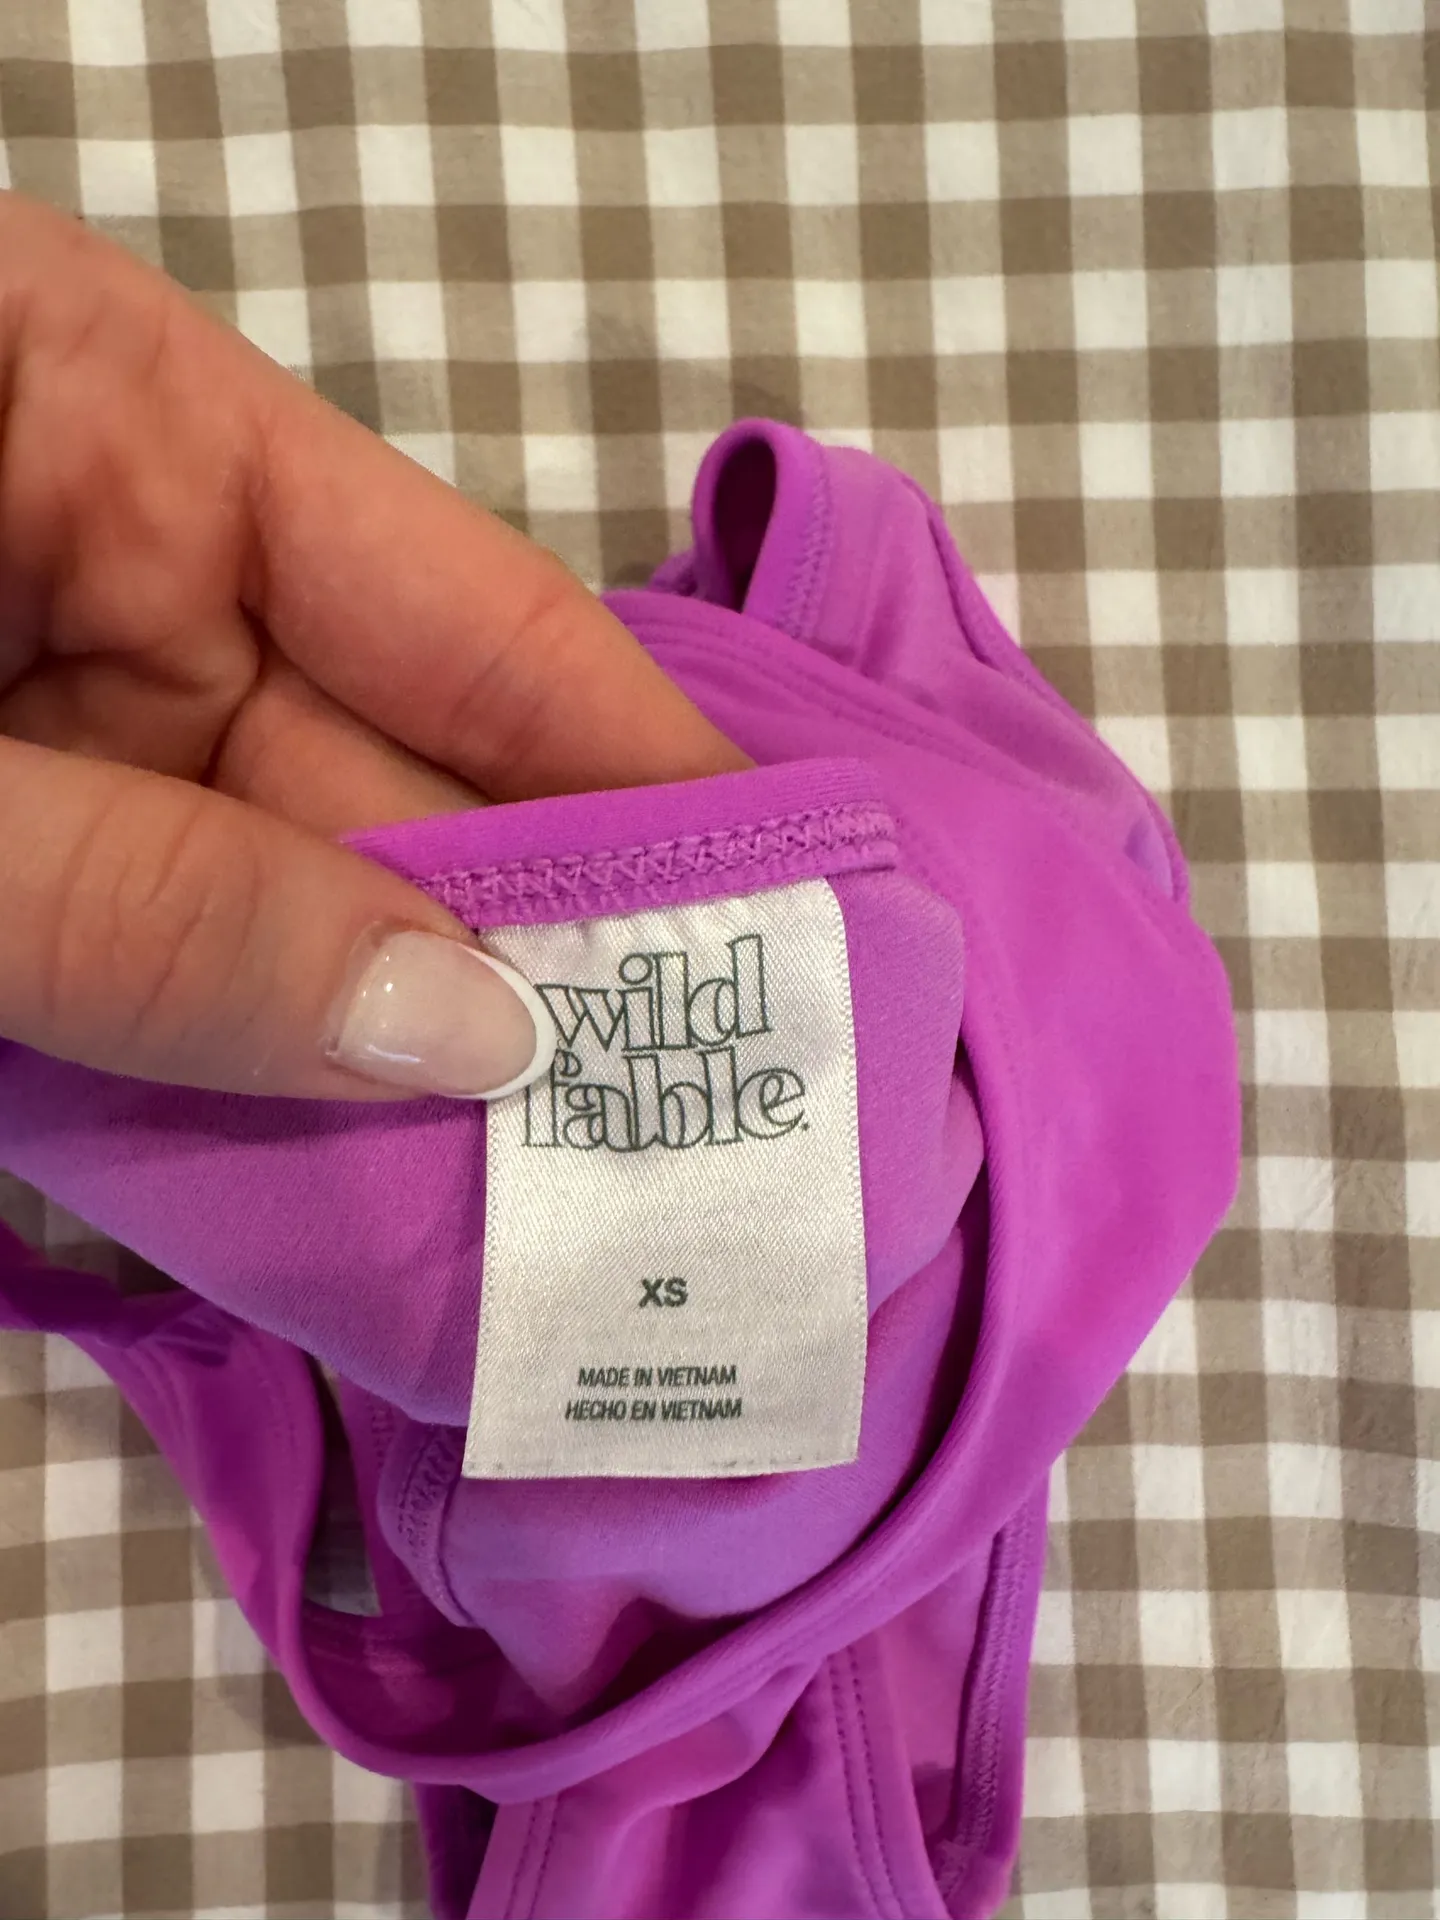 wild
fable.
XS
MADE IN VIETNAM
HECHO EN VIETNAM